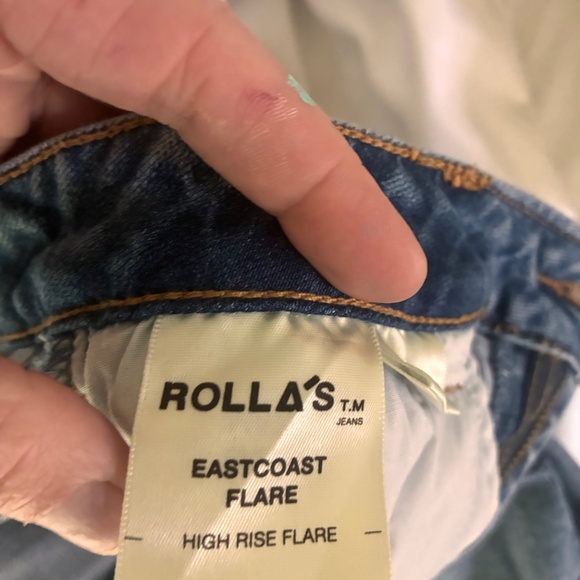 ROLLA'S T.M
JEANS
EASTCOAST
FLARE
HIGH RISE FLARE